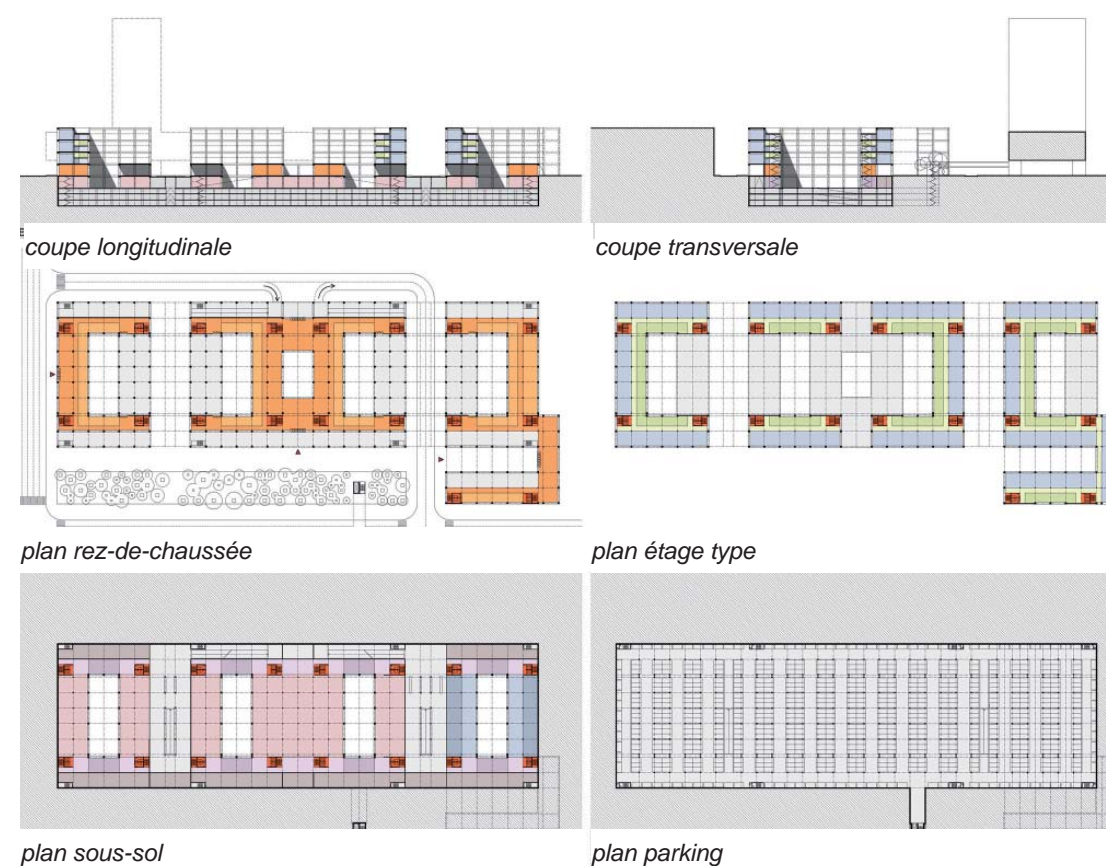 coupe longitudinale
coupe transversale
plan rez-de-chaussée
plan étage type
plan sous-sol
plan parking